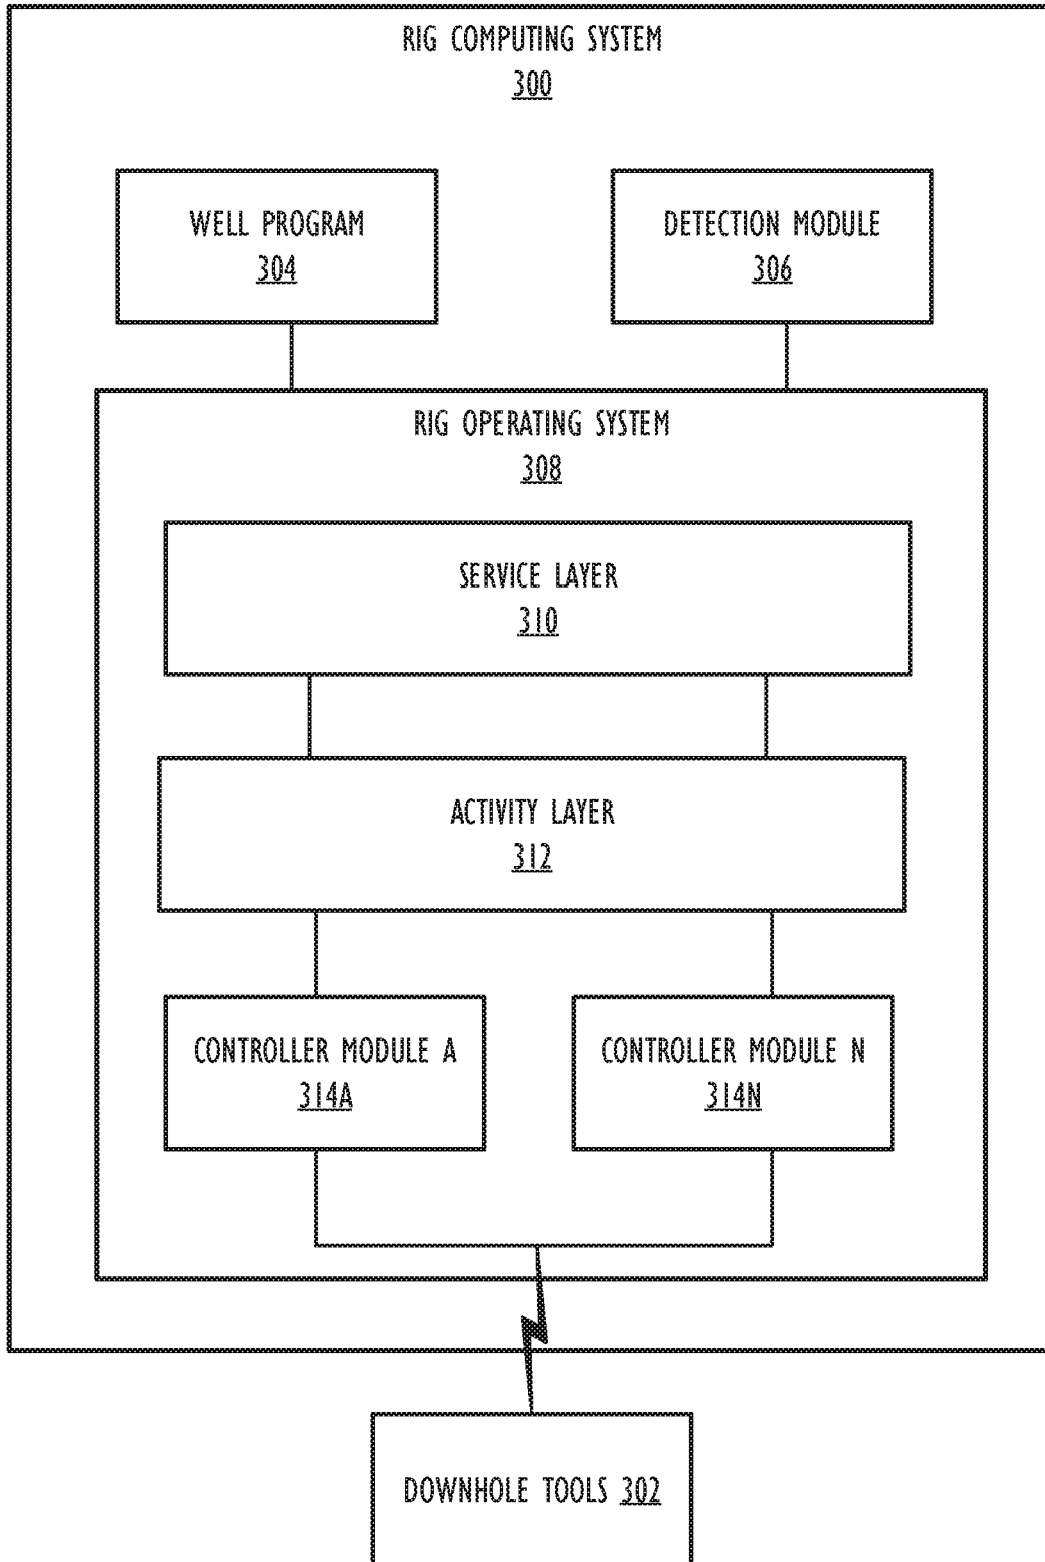 RIG COMPUTING SYSTEM
300
WELL PROGRAM
304
DETECTION MODULE
306
RIG OPERATING SYSTEM
308
SERVICE LAYER
310
ACTIVITY LAYER
312
CONTROLLER MODULE A
314A
CONTROLLER MODULE N
314N
DOWNHOLE TOOLS 302